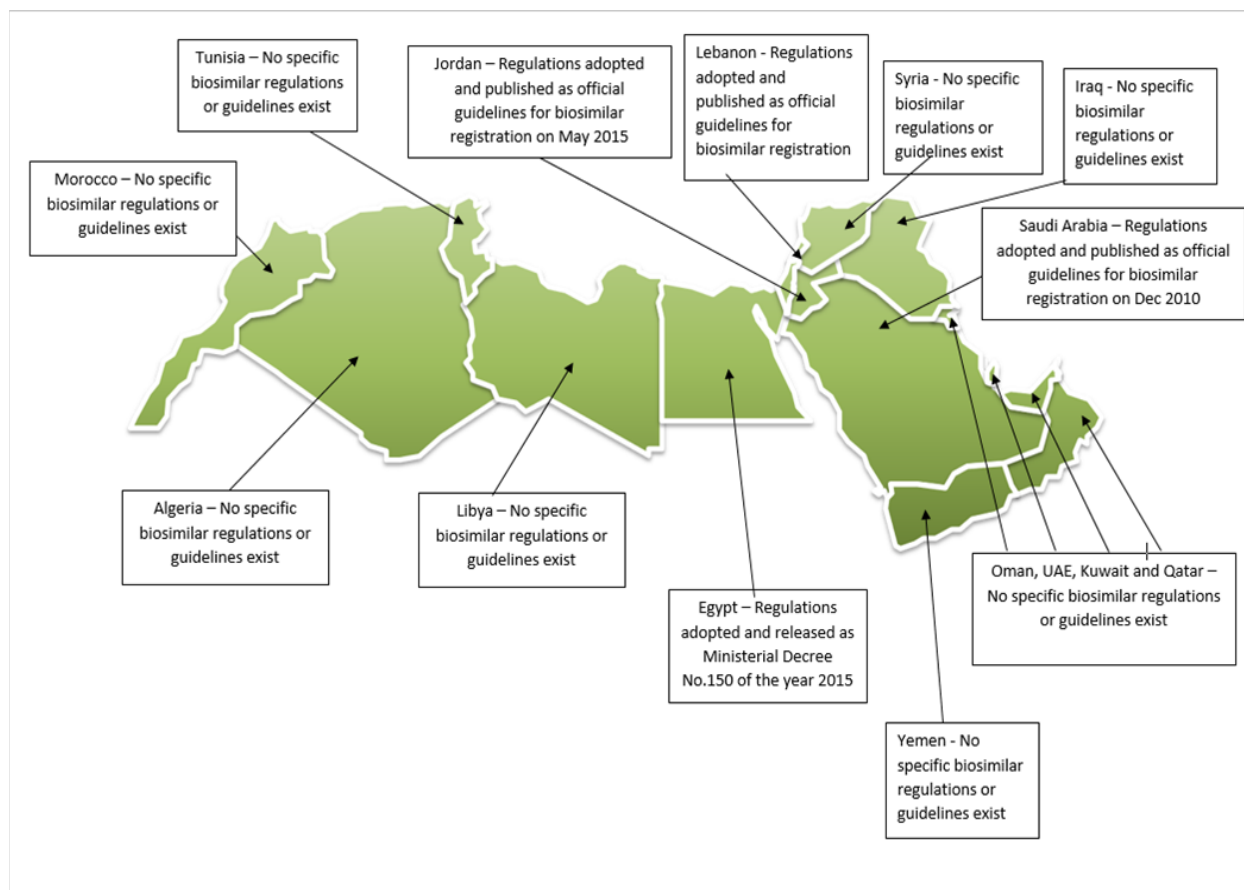 Tunisia – No specific
biosimilar regulations
or guidelines exist
Jordan – Regulations adopted
and published as official
guidelines for biosimilar
registration on May 2015
Lebanon - Regulations
adopted and
published as official
guidelines for
biosimilar registration
Syria - No specific
biosimilar
regulations or
guidelines exist
Iraq - No specific
biosimilar
regulations or
guidelines exist
Morocco – No specific
biosimilar regulations or
guidelines exist
Saudi Arabia – Regulations
adopted and published as official
guidelines for biosimilar
registration on Dec 2010
Algeria – No specific
biosimilar regulations or
guidelines exist
Libya – No specific
biosimilar regulations or
guidelines exist
Egypt – Regulations
adopted and released as
Ministerial Decree
No.150 of the year 2015
Oman, UAE, Kuwait and Qatar –
No specific biosimilar regulations
or guidelines exist
Yemen - No
specific biosimilar
regulations or
guidelines exist